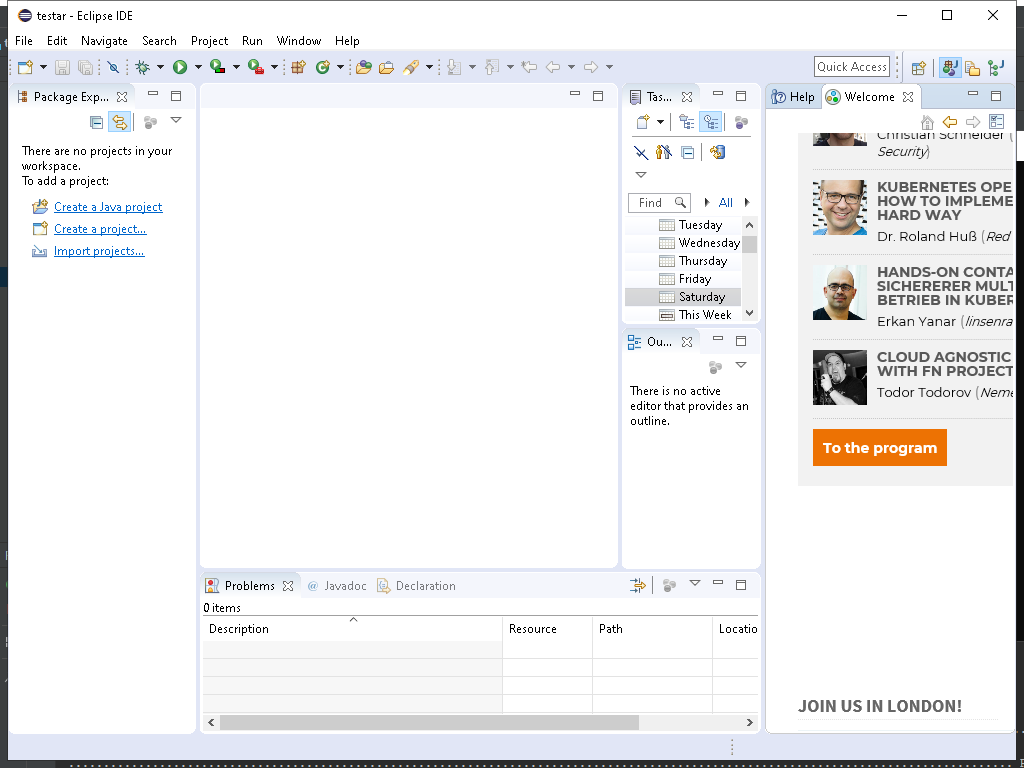 testar - Eclipse IDE
File Edit Navigate Search Project Run Window Help
Quick Access
Package Exp...
There are no projects in your
workspace.
To add a project:
Create a Java project
Create a project...
Import projects...
Tas...
Find
All
Tuesday
Wednesday
Thursday
Friday
Saturday
This Week
Ou...
There is no active
editor that provides an
outline.
Help
Welcome
Christian Schneider (
Security)
KUBERNETES OPE
HOW TO IMPLEME
HARD WAY
Dr. Roland Huß (Red
HANDS-ON CONTA
SICHERERER MULT
BETRIEB IN KUBER
Erkan Yanar (linsenra
CLOUD AGNOSTIC
WITH FN PROJECT
Todor Todorov (Neme
To the program
JOIN US IN LONDON!
Problems
@ Javadoc
Declaration
0 items
Description Resource Path Locatio